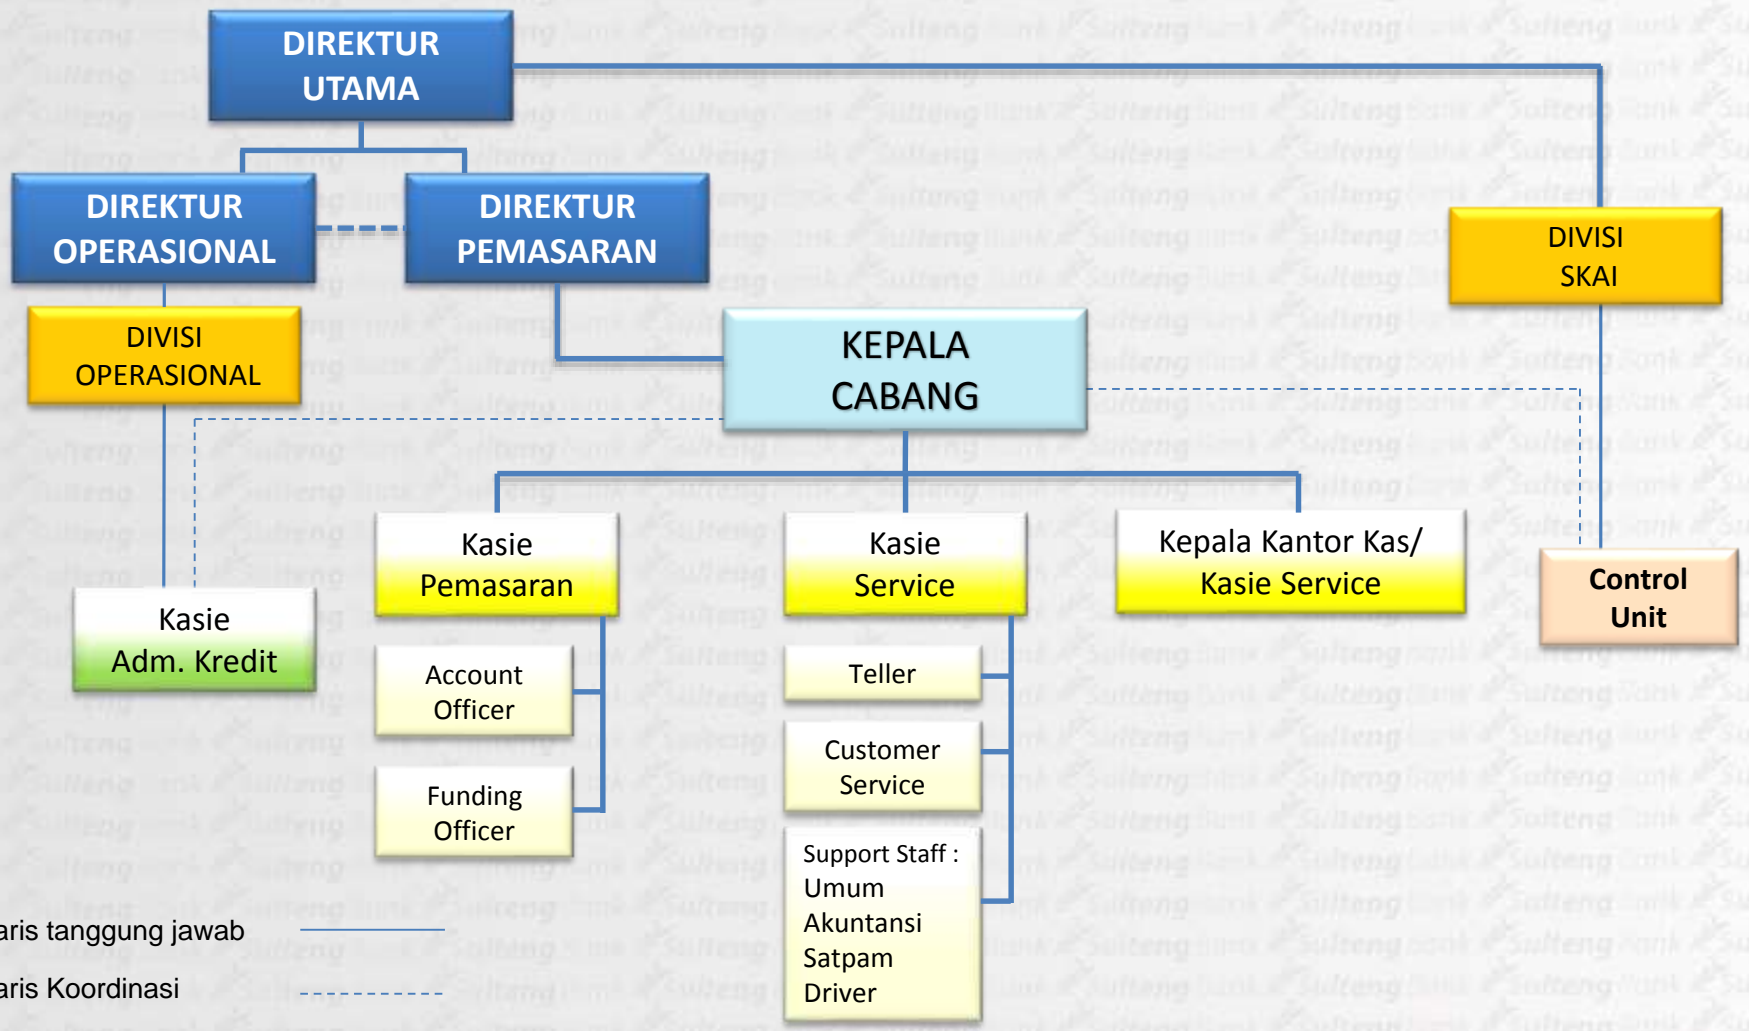 DIREKTUR
UTAMA
DIREKTUR
OPERASIONAL
DIREKTUR
PEMASARAN
DIVISI
SKAI
DIVISI
OPERASIONAL
KEPALA
CABANG
Kasie
Pemasaran
Kasie
Service
Kepala Kantor Kas/
Kasie Service
Control
Unit
Kasie
Adm. Kredit
Account
Officer
Funding
Officer
Teller
Customer
Service
Support Staff :
Umum
Akuntansi
Satpam
Driver
aris tanggung jawab
aris Koordinasi